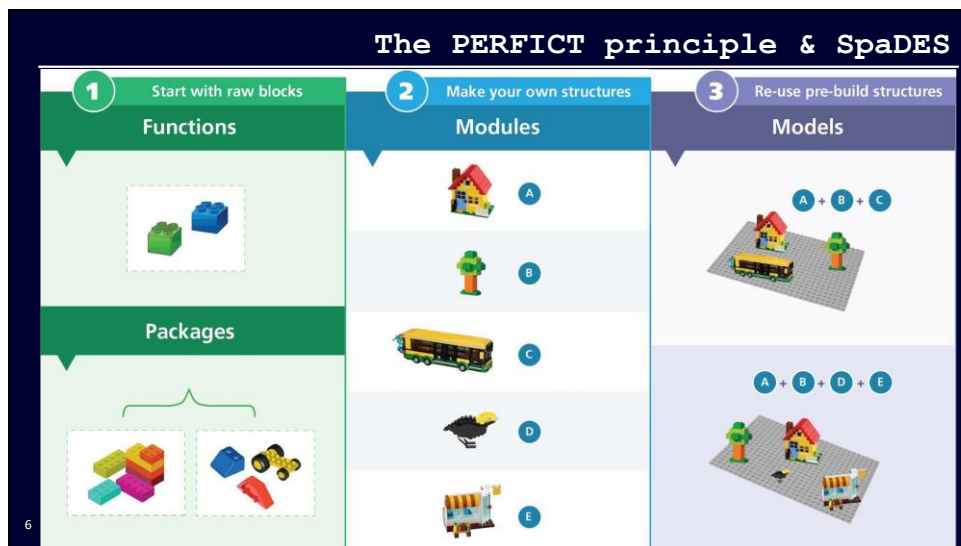 The PERFICT principle & SpaDES
1
Start with raw blocks
Functions
Packages
2
Make your own structures
Modules
A
B
C
D
E
3
Re-use pre-build structures
Models
A + B + C
A + B + D + E
6